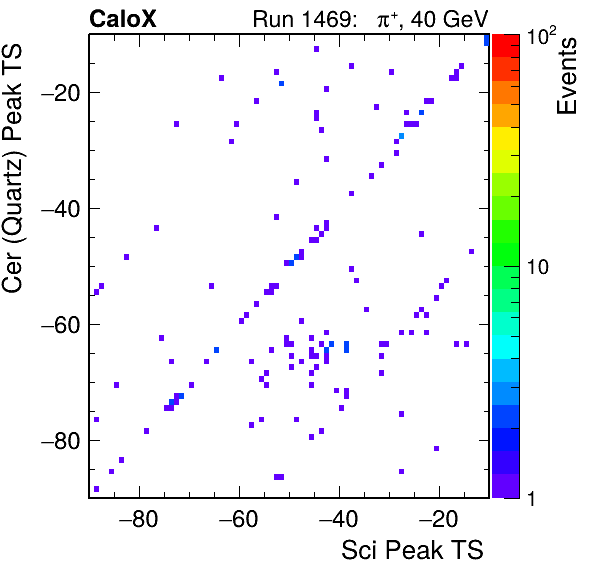 CaloX Run 1469: π⁺, 40 GeV
Cer (Quartz) Peak TS
−20
−40
−60
−80
−80 −60 −40 −20
Sci Peak TS
10²
10
1
Events